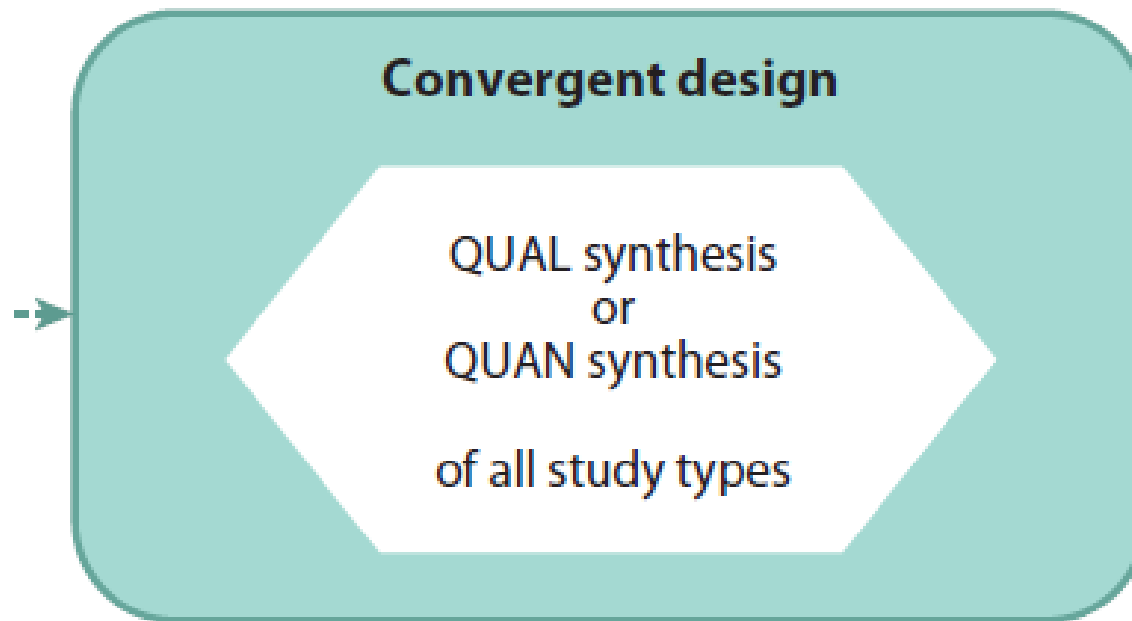 Convergent design
QUAL synthesis
or
QUAN synthesis
of all study types